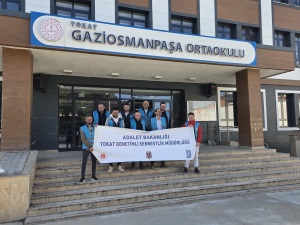 TOKAT
GAZİOSMANPAŞA ORTAOKULU
ADALET BAKANLIĞI
TOKAT DENETİMLİ SERBESTLİK MÜDÜRLÜĞÜ